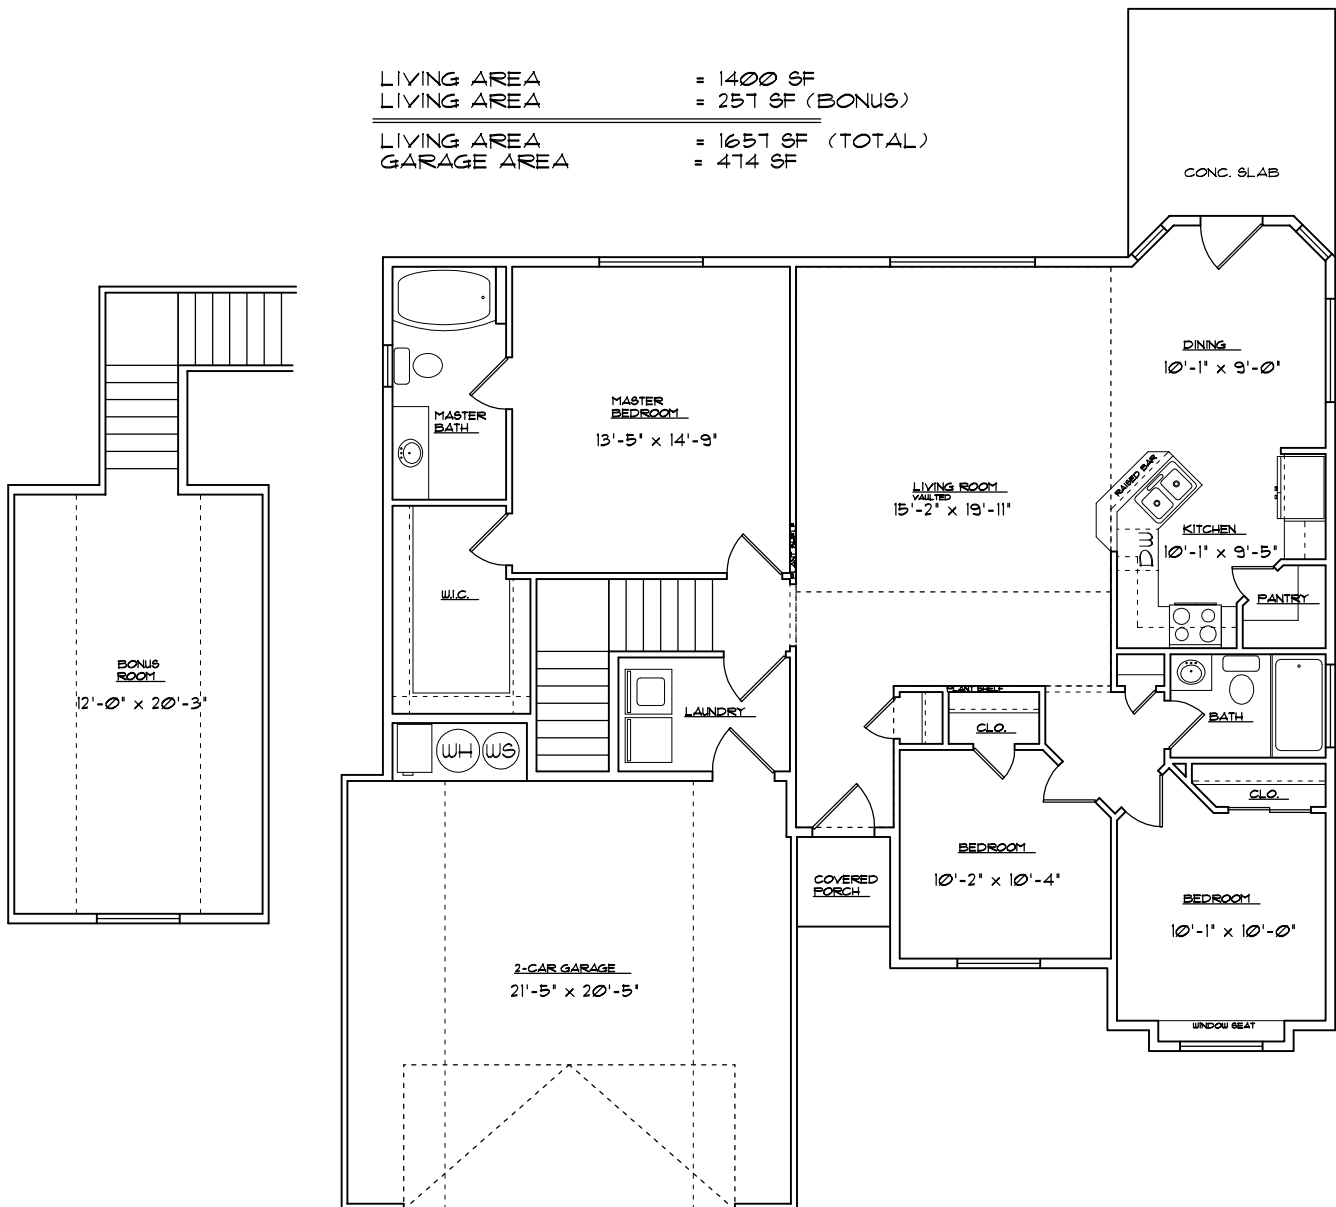 LIVING AREA = 1400 SF
LIVING AREA = 257 SF (BONUS)
LIVING AREA = 1657 SF (TOTAL)
GARAGE AREA = 474 SF
CONC. SLAB
DINING
10'-1" x 9'-0"
MASTER
BEDROOM
13'-5" x 14'-9"
MASTER
BATH
RAISED BAR
LIVING ROOM
VAULTED
15'-2" x 19'-11"
PLANT SHELF
KITCHEN
10'-1" x 9'-5"
DW
W.I.C.
PANTRY
BONUS
ROOM
12'-0" x 20'-3"
PLANT SHELF
LAUNDRY
CLO.
BATH
WH
WS
CLO.
BEDROOM
10'-2" x 10'-4"
COVERED
PORCH
BEDROOM
10'-1" x 10'-0"
2-CAR GARAGE
21'-5" x 20'-5"
WINDOW SEAT